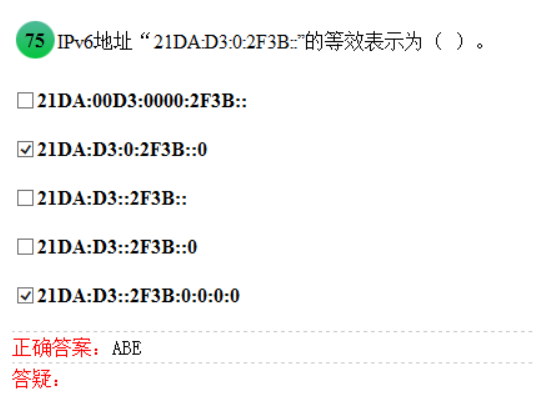 75 IPv6地址“21DA:D3:0:2F3B::”的等效表示为（ ）。
21DA:00D3:0000:2F3B::
21DA:D3:0:2F3B::0
21DA:D3::2F3B::
21DA:D3::2F3B::0
21DA:D3::2F3B:0:0:0:0
正确答案：ABE
答疑：